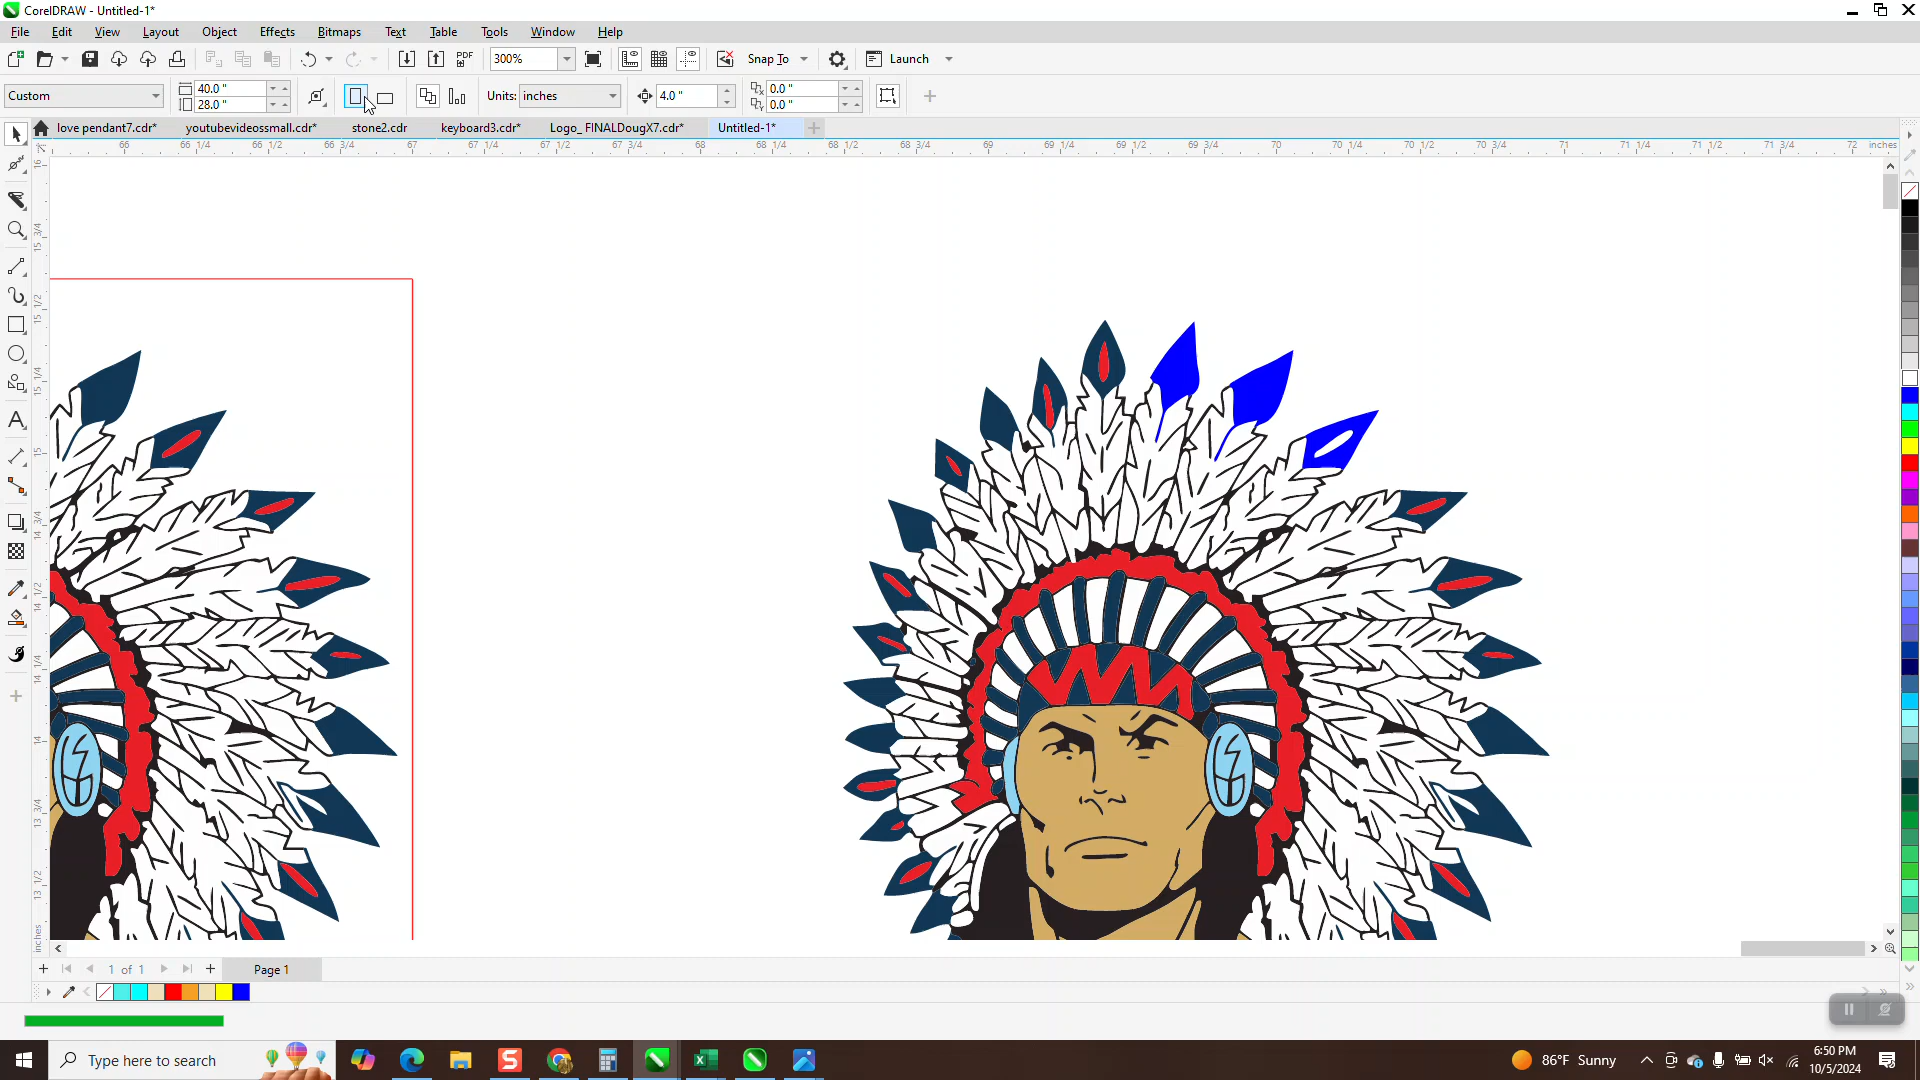 CorelDRAW - Untitled-1*
File Edit View Layout Object Effects Bitmaps Text Table Tools Window Help
PDF 300% Snap To Launch
Custom 40.0 " 28.0 " Units: inches 4.0 " 0.0 " 0.0 "
love pendant7.cdr* youtubevideossmall.cdr* stone2.cdr keyboard3.cdr* Logo_ FINALDougX7.cdr* Untitled-1*
66 66 1/4 66 1/2 66 3/4 67 67 1/4 67 1/2 67 3/4 68 68 1/4 68 1/2 68 3/4 69 69 1/4 69 1/2 69 3/4 70 70 1/4 70 1/2 70 3/4 71 71 1/4 71 1/2 71 3/4 72 inches
16
15 3/4
15 1/2
15 1/4
15
14 3/4
14 1/2
14 1/4
14
13 3/4
13 1/2
inches
1 of 1 Page 1
Type here to search 86°F Sunny 6:50 PM
10/5/2024